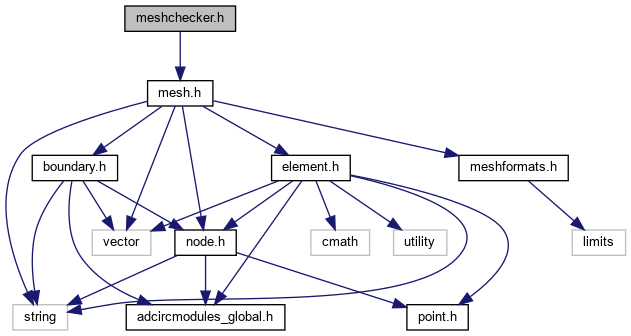 meshchecker.h
mesh.h
boundary.h
element.h
meshformats.h
vector
node.h
cmath
utility
limits
string
adcircmodules_global.h
point.h